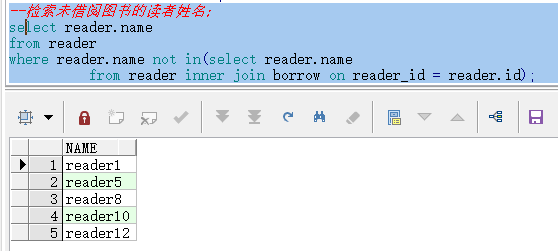 --检索未借阅图书的读者姓名;
select reader.name
from reader
where reader.name not in(select reader.name
from reader inner join borrow on reader_id = reader.id);
NAME
1 reader1
2 reader5
3 reader8
4 reader10
5 reader12